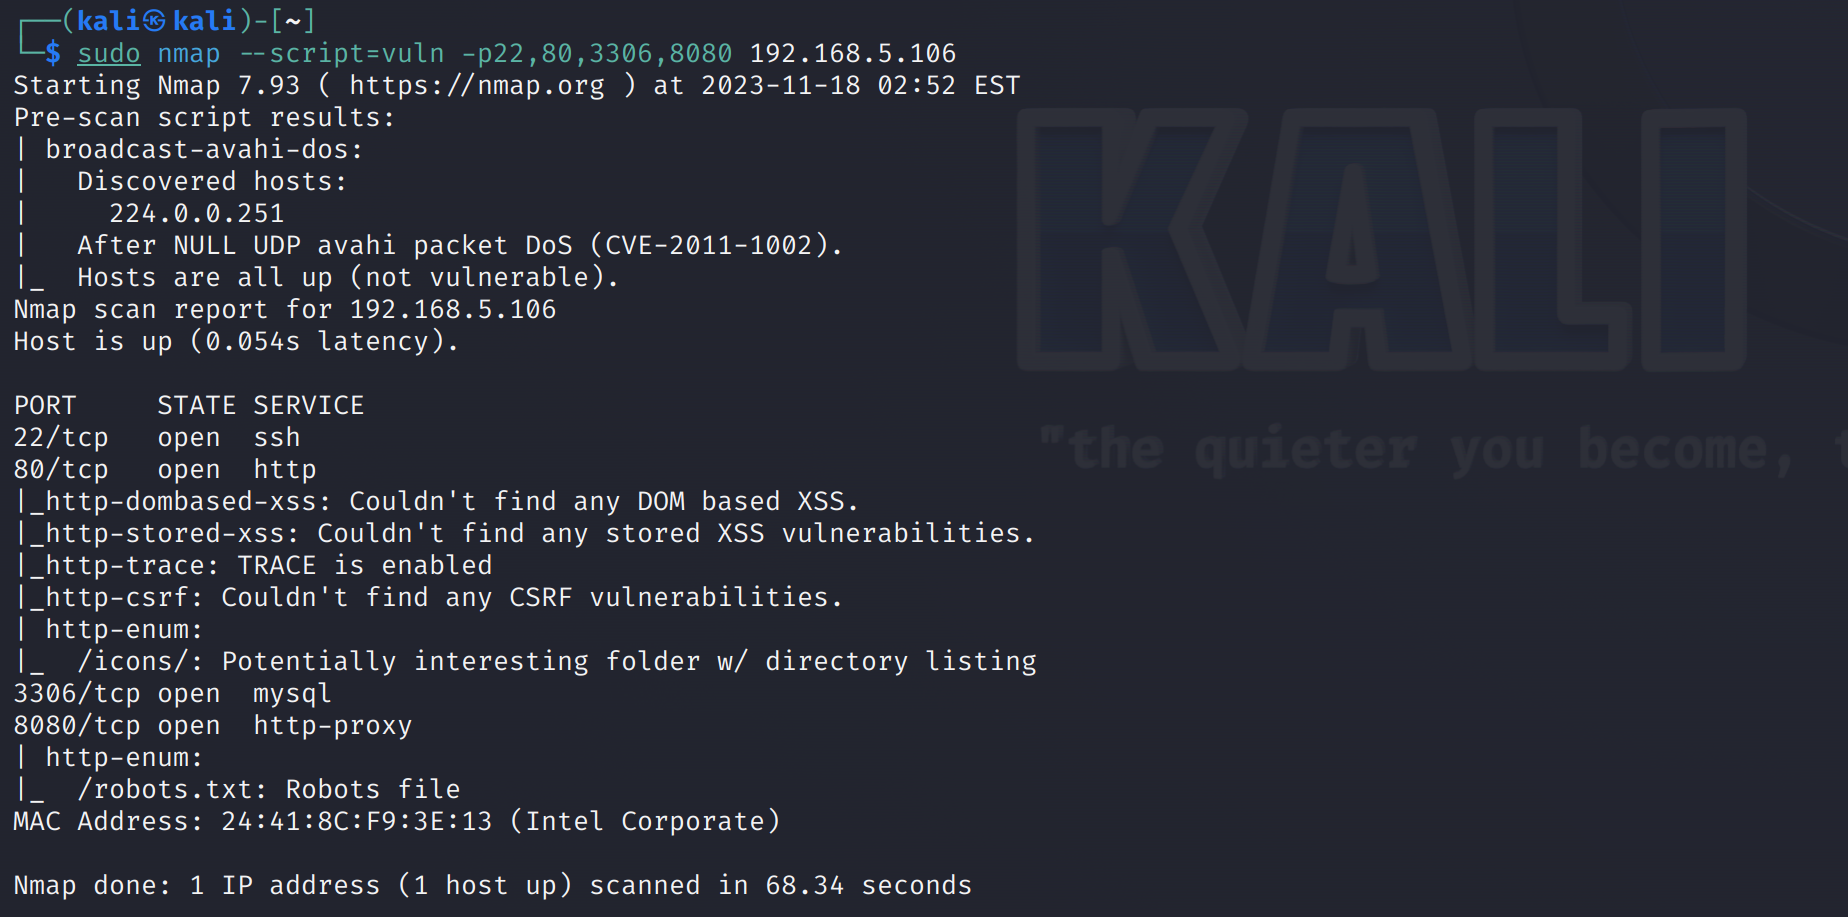 ┌──(kali㉿kali)-[~]
└─$ sudo nmap --script=vuln -p22,80,3306,8080 192.168.5.106
Starting Nmap 7.93 ( https://nmap.org ) at 2023-11-18 02:52 EST
Pre-scan script results:
| broadcast-avahi-dos:
|   Discovered hosts:
|     224.0.0.251
|   After NULL UDP avahi packet DoS (CVE-2011-1002).
|_  Hosts are all up (not vulnerable).
Nmap scan report for 192.168.5.106
Host is up (0.054s latency).

PORT     STATE SERVICE
22/tcp   open  ssh
80/tcp   open  http
|_http-dombased-xss: Couldn't find any DOM based XSS.
|_http-stored-xss: Couldn't find any stored XSS vulnerabilities.
|_http-trace: TRACE is enabled
|_http-csrf: Couldn't find any CSRF vulnerabilities.
| http-enum:
|_  /icons/: Potentially interesting folder w/ directory listing
3306/tcp open  mysql
8080/tcp open  http-proxy
| http-enum:
|_  /robots.txt: Robots file
MAC Address: 24:41:8C:F9:3E:13 (Intel Corporate)

Nmap done: 1 IP address (1 host up) scanned in 68.34 seconds
KALI
"the quieter you become, t